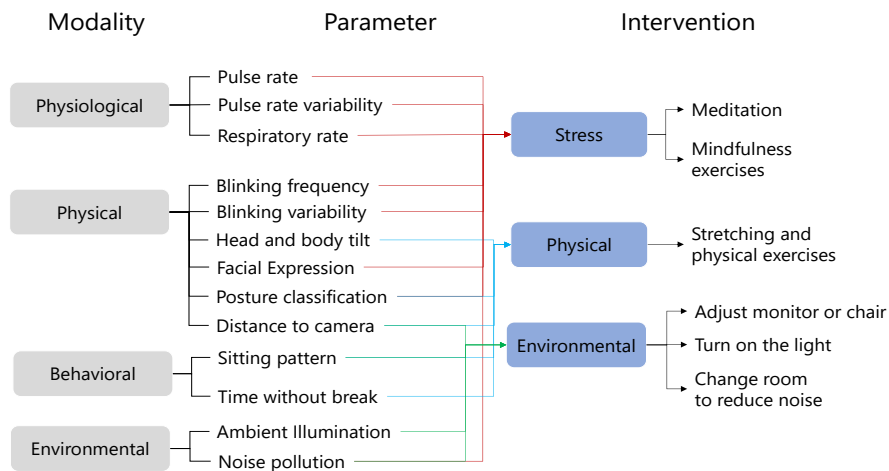 Modality
Parameter
Intervention
Physiological
Pulse rate
Pulse rate variability
Respiratory rate
Physical
Blinking frequency
Blinking variability
Head and body tilt
Facial Expression
Posture classification
Distance to camera
Behavioral
Sitting pattern
Time without break
Environmental
Ambient Illumination
Noise pollution
Stress
Meditation
Mindfulness
exercises
Physical
Stretching and
physical exercises
Environmental
Adjust monitor or chair
Turn on the light
Change room
to reduce noise